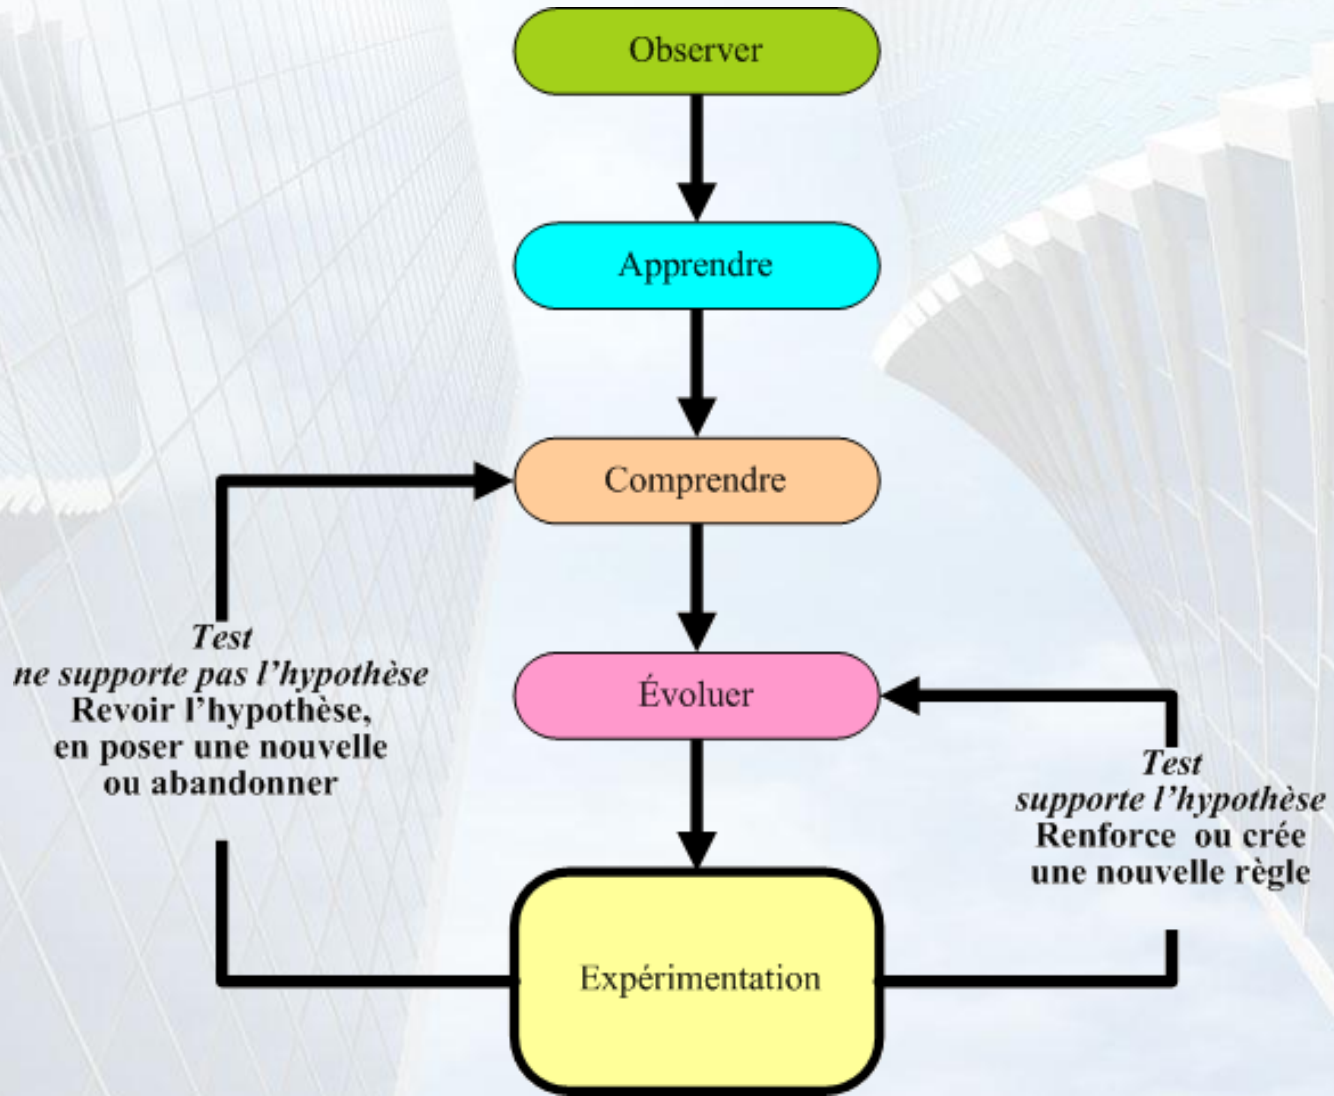 Observer
Apprendre
Comprendre
Test
ne supporte pas l'hypothèse
Revoir l'hypothèse,
en poser une nouvelle
ou abandonner
Évoluer
Test
supporte l'hypothèse
Renforce ou crée
une nouvelle règle
Expérimentation